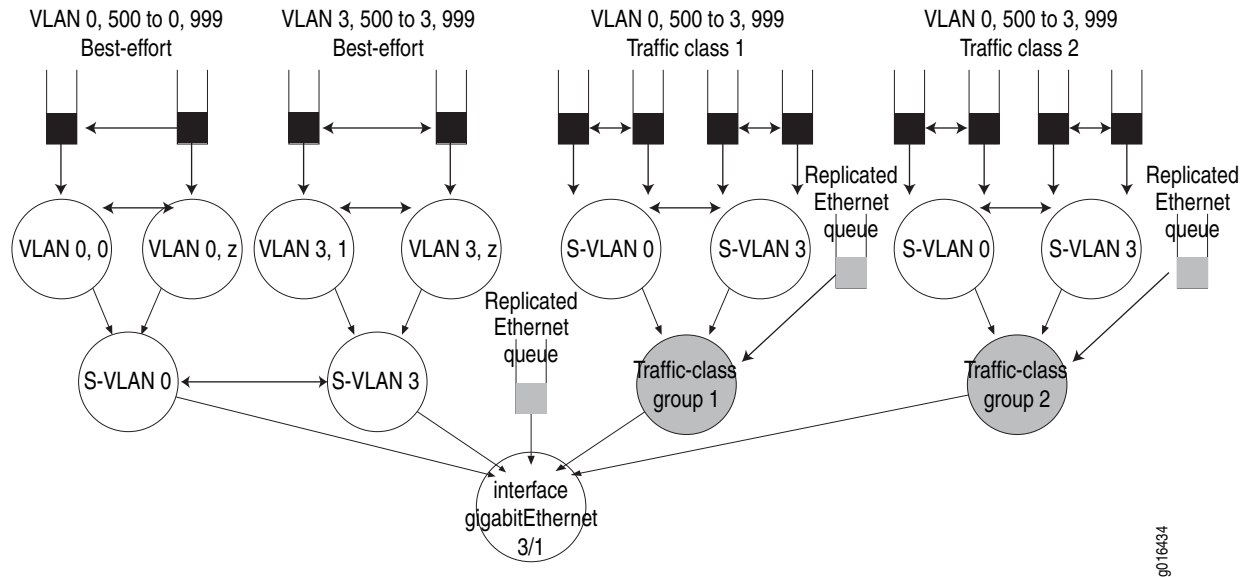 VLAN 0, 500 to 0, 999
Best-effort
VLAN 3, 500 to 3, 999
Best-effort
VLAN 0, 500 to 3, 999
Traffic class 1
VLAN 0, 500 to 3, 999
Traffic class 2
Replicated
Ethernet
queue
Replicated
Ethernet
queue
VLAN 0, 0
VLAN 0, z
VLAN 3, 1
VLAN 3, z
S-VLAN 0
S-VLAN 3
S-VLAN 0
S-VLAN 3
Replicated
Ethernet
queue
S-VLAN 0
S-VLAN 3
Traffic-class
group 1
Traffic-class
group 2
interface
gigabitEthernet
3/1
g016434